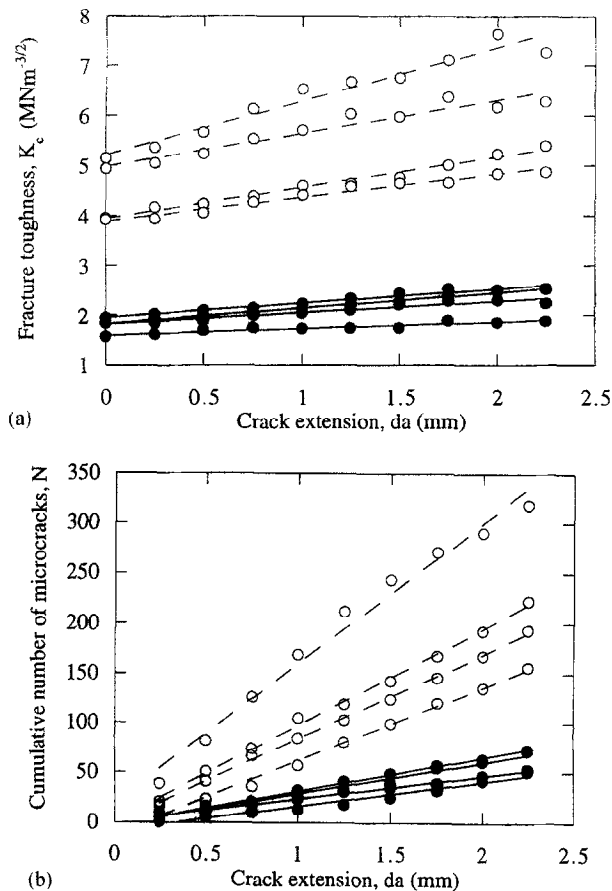 8
7
6
5
4
3
2
1
Fracture toughness, K_c (MNm^-3/2)
0 0.5 1 1.5 2 2.5
(a) Crack extension, da (mm)
350
300
250
200
150
100
50
0
Cumulative number of microcracks, N
0 0.5 1 1.5 2 2.5
(b) Crack extension, da (mm)